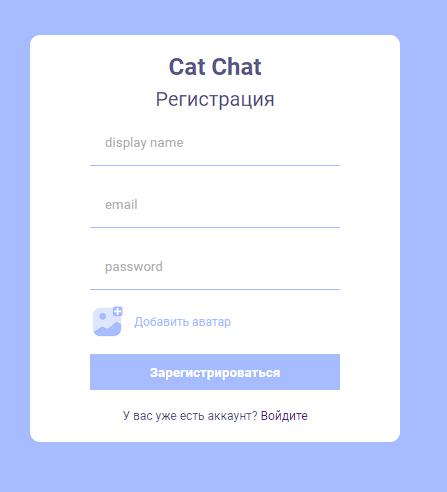 Cat Chat
Регистрация
display name
email
password
Добавить аватар
Зарегистрироваться
У вас уже есть аккаунт? Войдите